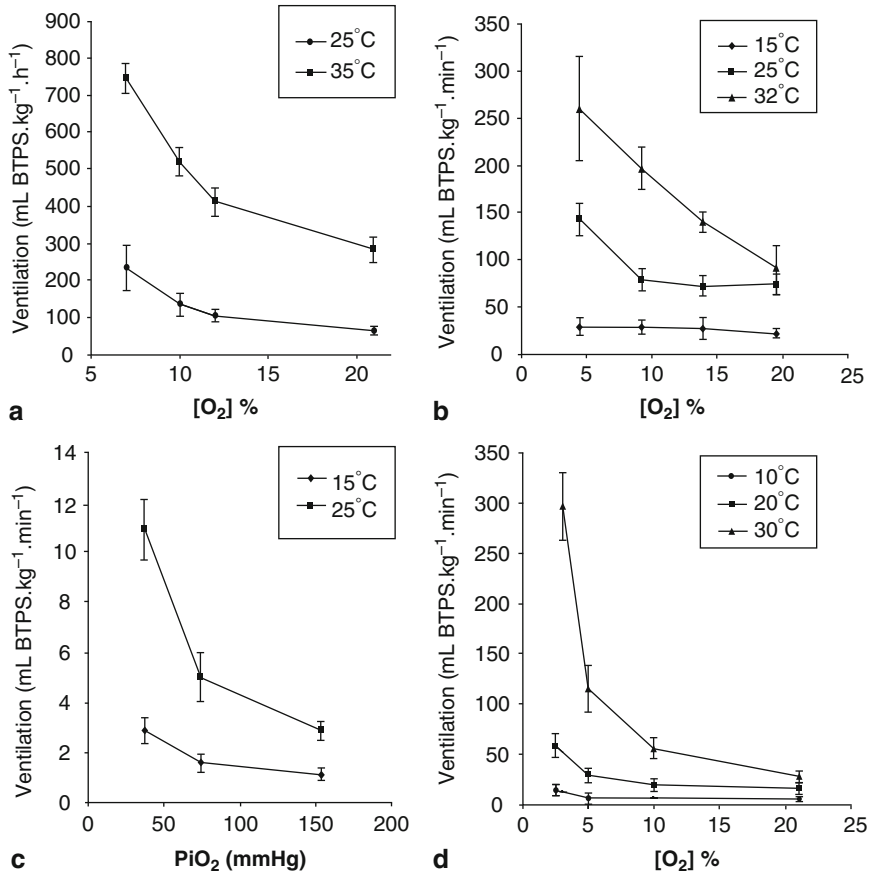 900
800
700
600
500
400
300
200
100
0
5
10
15
20
Ventilation (mL BTPS.kg⁻¹.h⁻¹)
[O₂] %
25°C
35°C
a
350
300
250
200
150
100
50
0
0
5
10
15
20
25
Ventilation (mL BTPS.kg⁻¹.min⁻¹)
[O₂] %
15°C
25°C
32°C
b
14
12
10
8
6
4
2
0
0
50
100
150
200
Ventilation (mL BTPS.kg⁻¹.min⁻¹)
PiO₂ (mmHg)
15°C
25°C
c
350
300
250
200
150
100
50
0
0
5
10
15
20
25
Ventilation (mL BTPS.kg⁻¹.min⁻¹)
[O₂] %
10°C
20°C
30°C
d